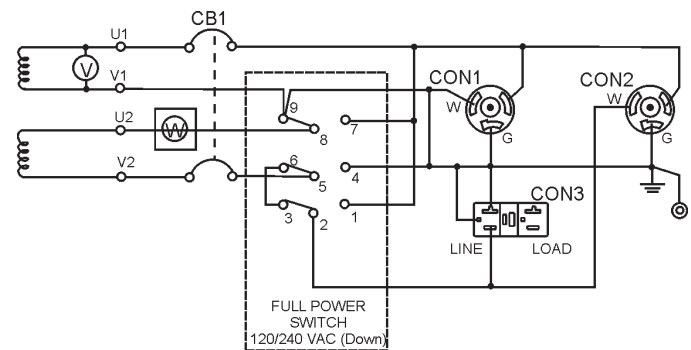 CB1
U1
V
V1
U2
W
V2
9
8
7
6
5
4
3
2
1
CON1
W
G
CON2
W
G
CON3
LINE
LOAD
FULL POWER
SWITCH
120/240 VAC (Down)